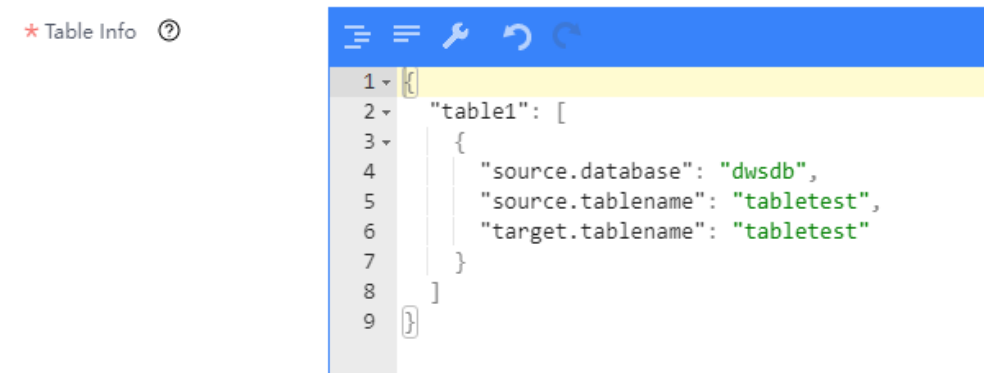 * Table Info ?
1 {
2 "table1": [
3 {
4 "source.database": "dwsdb",
5 "source.tablename": "tabletest",
6 "target.tablename": "tabletest"
7 }
8 ]
9 }